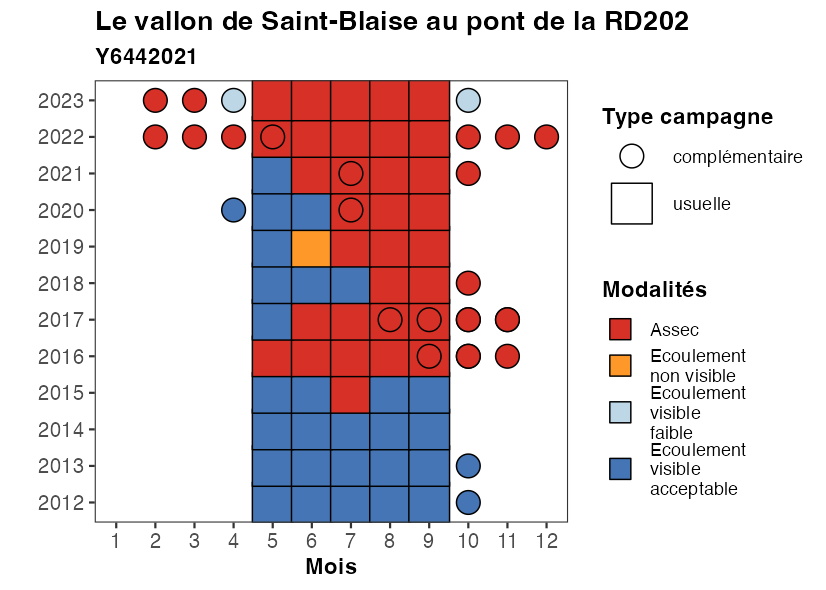 Le vallon de Saint-Blaise au pont de la RD202
Y6442021
2023
2022
2021
2020
2019
2018
2017
2016
2015
2014
2013
2012
1 2 3 4 5 6 7 8 9 10 11 12
Mois
Type campagne
complémentaire
usuelle
Modalités
Assec
Ecoulement
non visible
Ecoulement
visible
faible
Ecoulement
visible
acceptable